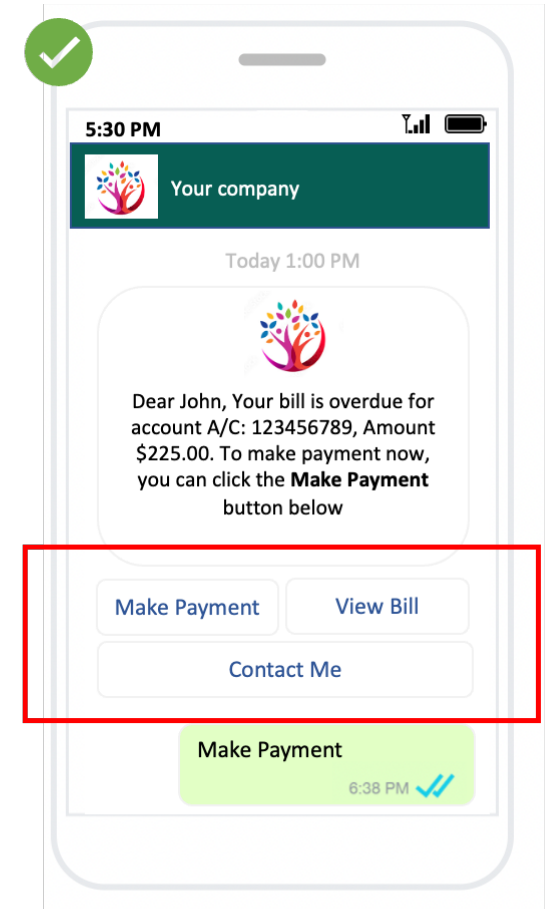 5:30 PM
Your company
Today 1:00 PM
Dear John, Your bill is overdue for
account A/C: 123456789, Amount
$225.00. To make payment now,
you can click the Make Payment
button below
Make Payment
View Bill
Contact Me
Make Payment
6:38 PM